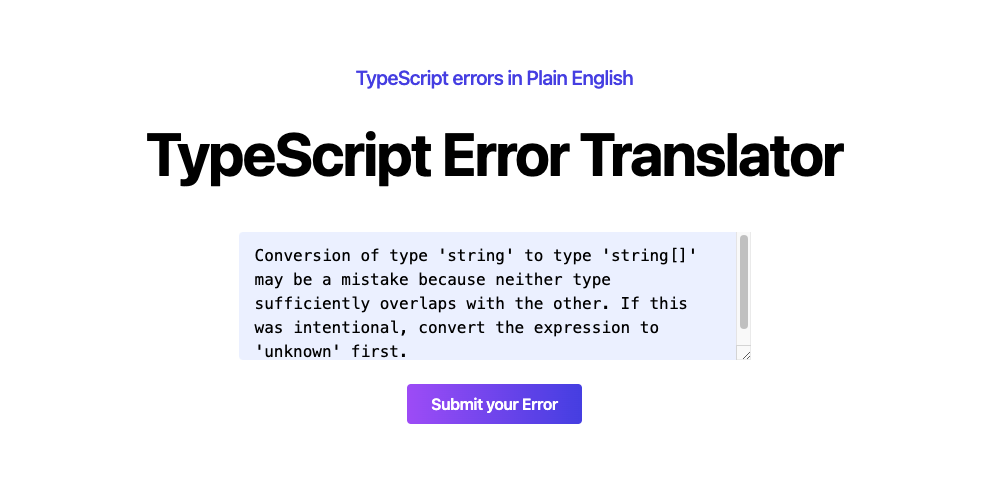 TypeScript errors in Plain English
TypeScript Error Translator
Conversion of type 'string' to type 'string[]'
may be a mistake because neither type
sufficiently overlaps with the other. If this
was intentional, convert the expression to
'unknown' first.
Submit your Error